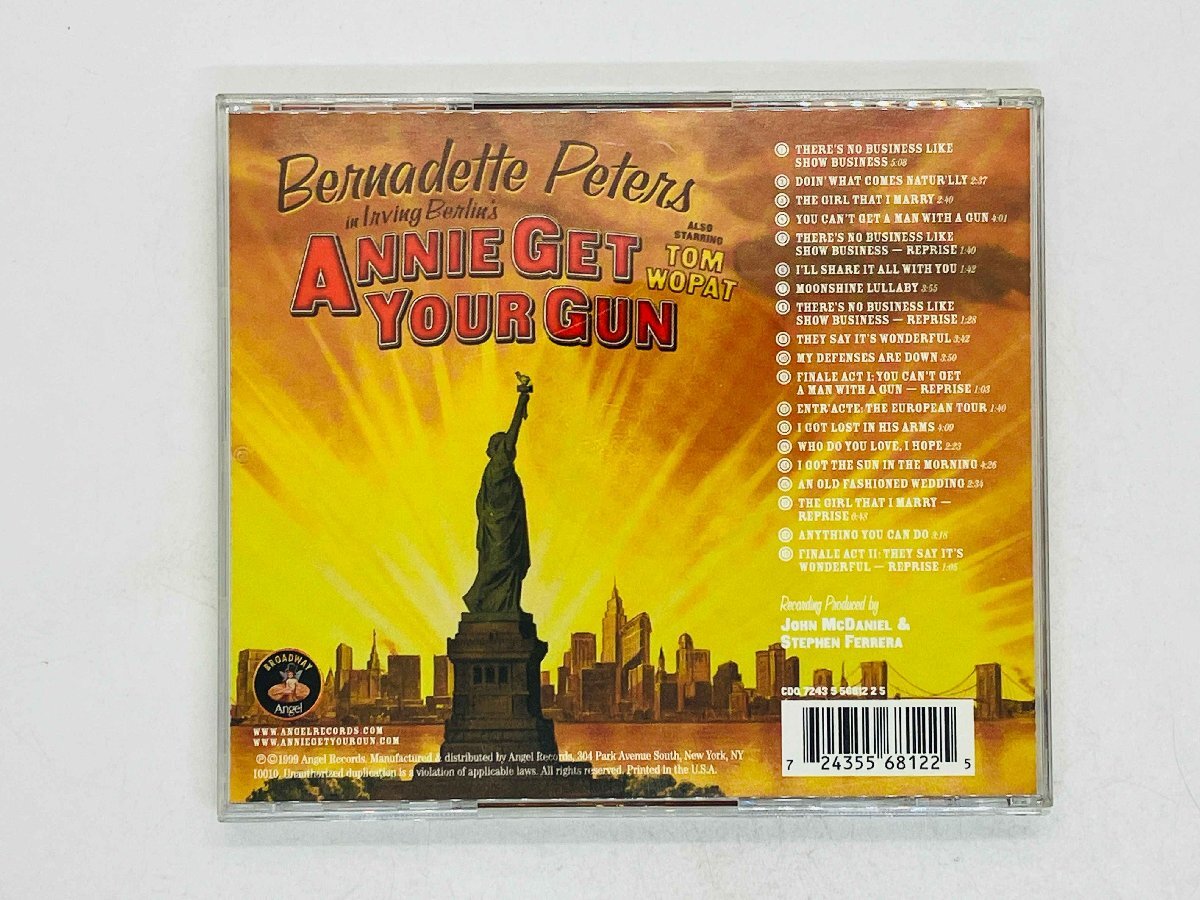 Bernadette Peters
in Irving Berlin's
ANNIE GET
YOUR GUN
ALSO
STARRING
TOM
WOPAT
THERE'S NO BUSINESS LIKE
SHOW BUSINESS 5:08
DOIN' WHAT COMES NATUR'LLY 2:37
THE GIRL THAT I MARRY 2:40
YOU CAN'T GET A MAN WITH A GUN 4:01
THERE'S NO BUSINESS LIKE
SHOW BUSINESS — REPRISE 1:40
I'LL SHARE IT ALL WITH YOU 1:42
MOONSHINE LULLABY 3:55
THERE'S NO BUSINESS LIKE
SHOW BUSINESS — REPRISE 1:28
THEY SAY IT'S WONDERFUL 3:42
MY DEFENSES ARE DOWN 3:50
FINALE ACT I: YOU CAN'T GET
A MAN WITH A GUN — REPRISE 1:03
ENTR'ACTE: THE EUROPEAN TOUR 1:40
I GOT LOST IN HIS ARMS 4:09
WHO DO YOU LOVE, I HOPE 2:23
I GOT THE SUN IN THE MORNING 4:26
AN OLD FASHIONED WEDDING 2:34
THE GIRL THAT I MARRY —
REPRISE 0:48
ANYTHING YOU CAN DO 3:18
FINALE ACT II: THEY SAY IT'S
WONDERFUL — REPRISE 1:05
Recording Produced by
JOHN MCDANIEL &
STEPHEN FERRERA
BROADWAY
Angel
WWW.ANGELRECORDS.COM
WWW.ANNIEGETYOURGUN.COM
℗©1999 Angel Records. Manufactured & distributed by Angel Records, 304 Park Avenue South, New York, NY
10010. Unauthorized duplication is a violation of applicable laws. All rights reserved. Printed in the U.S.A.
CDQ 7243 5 56812 2 5
7 24355 68122 5